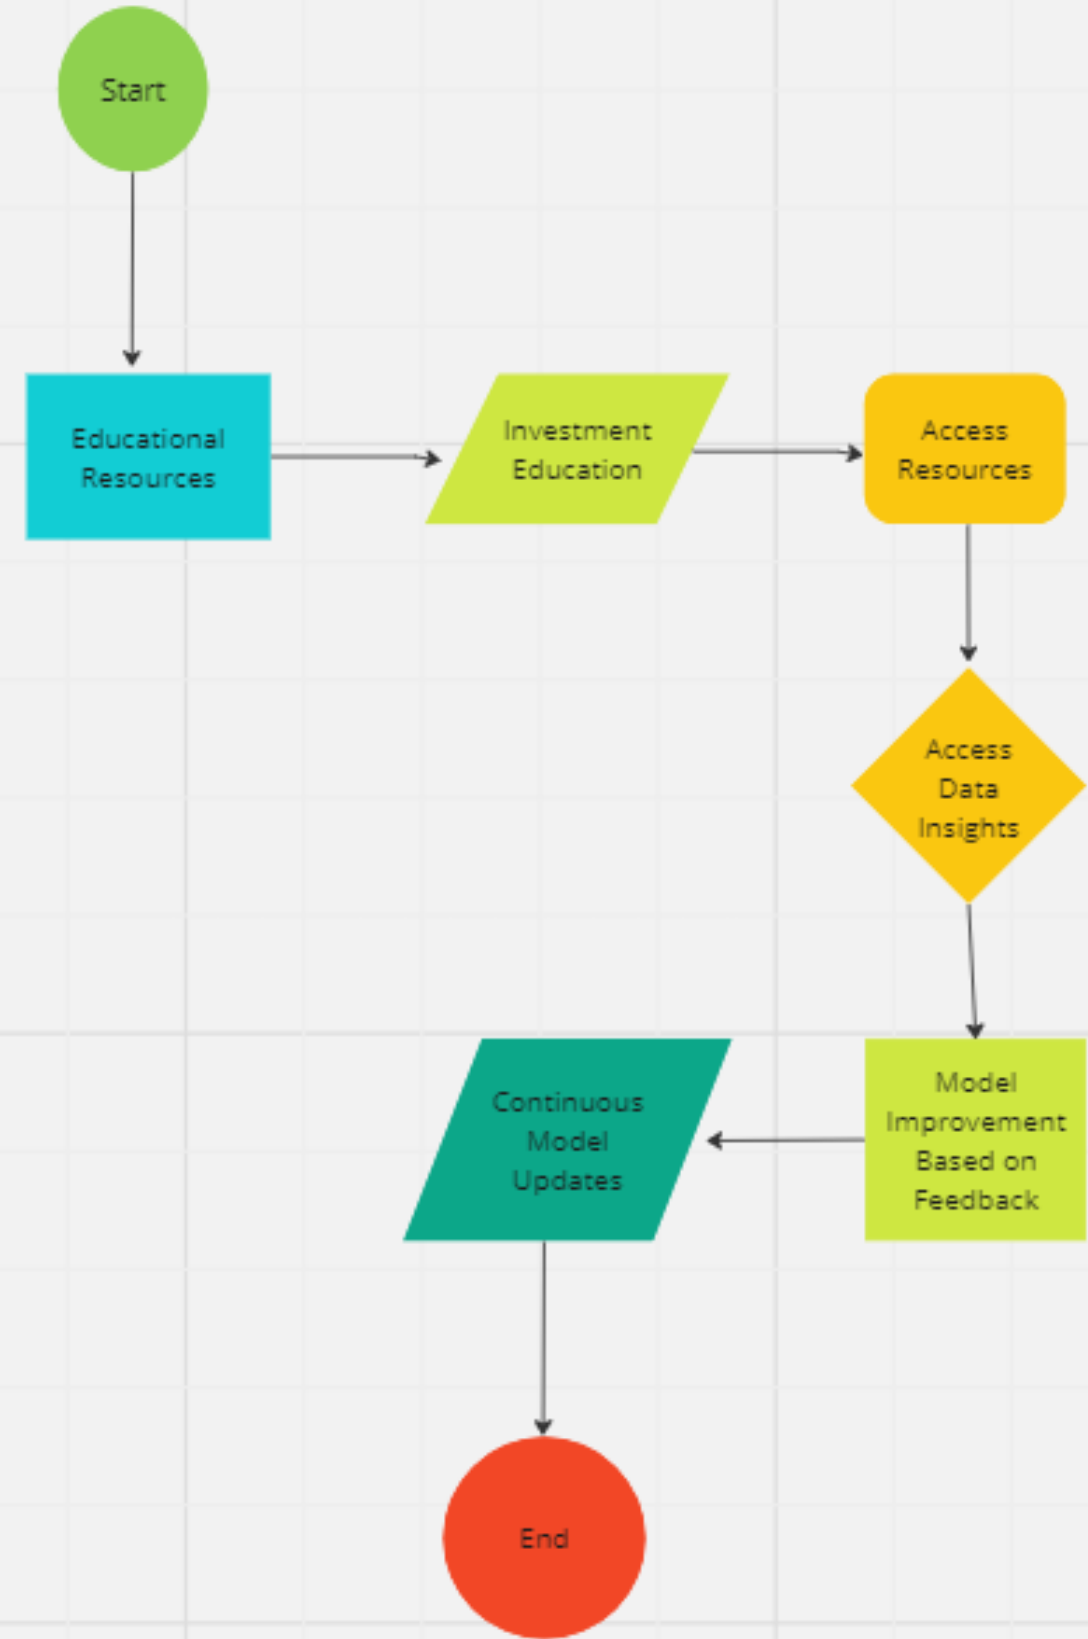 Start
Educational
Resources
Investment
Education
Access
Resources
Access
Data
Insights
Model
Improvement
Based on
Feedback
Continuous
Model
Updates
End